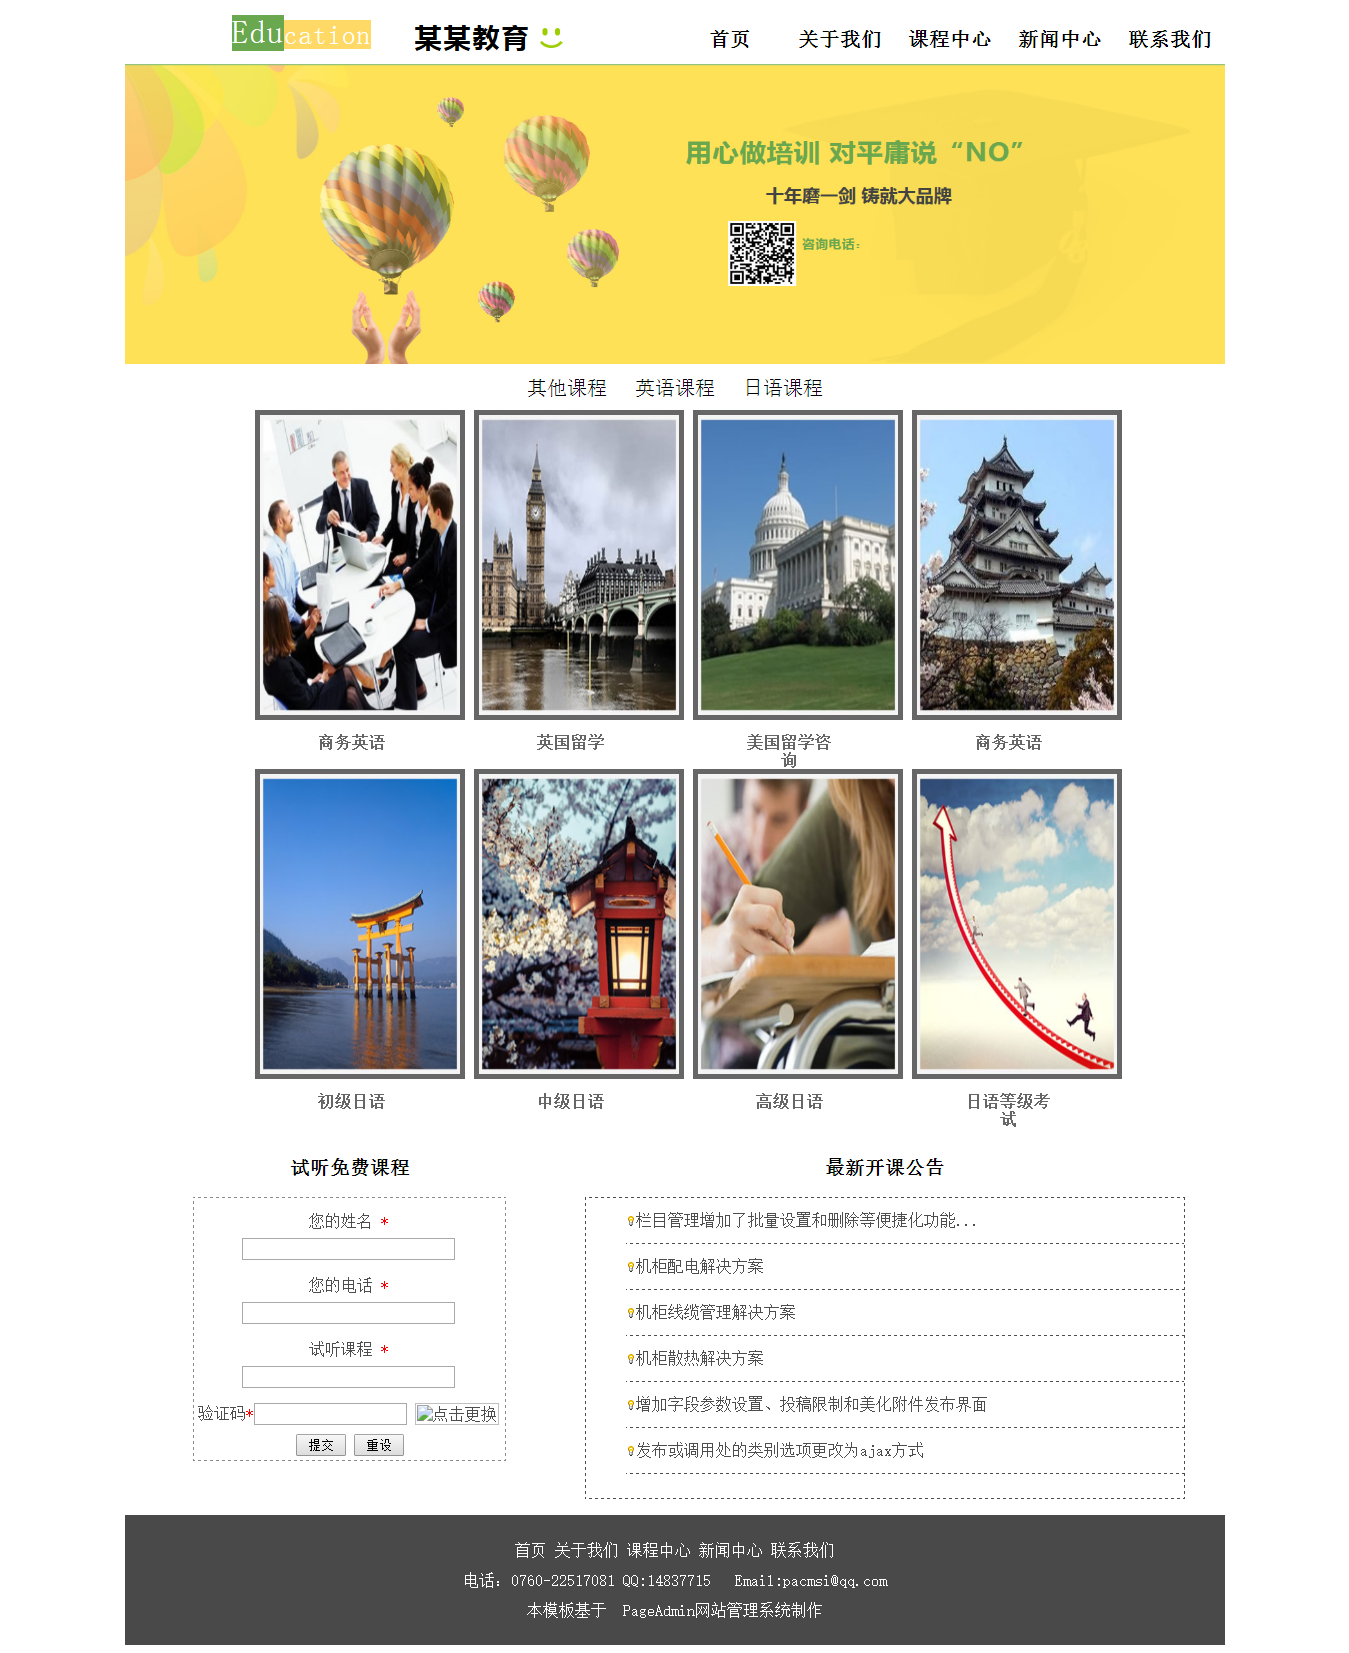 Education 某某教育
首页 关于我们 课程中心 新闻中心 联系我们
用心做培训 对平庸说“NO”
十年磨一剑 铸就大品牌
咨询电话：
其他课程 英语课程 日语课程
商务英语 英国留学 美国留学咨询 商务英语
初级日语 中级日语 高级日语 日语等级考试
试听免费课程
您的姓名 *
您的电话 *
试听课程 *
验证码* 点击更换
提交 重设
最新开课公告
栏目管理增加了批量设置和删除等便捷化功能...
机柜配电解决方案
机柜线缆管理解决方案
机柜散热解决方案
增加字段参数设置、投稿限制和美化附件发布界面
发布或调用处的类别选项更改为ajax方式
首页 关于我们 课程中心 新闻中心 联系我们
电话：0760-22517081 QQ:14837715 Email:pacmsi@qq.com
本模板基于 PageAdmin网站管理系统制作